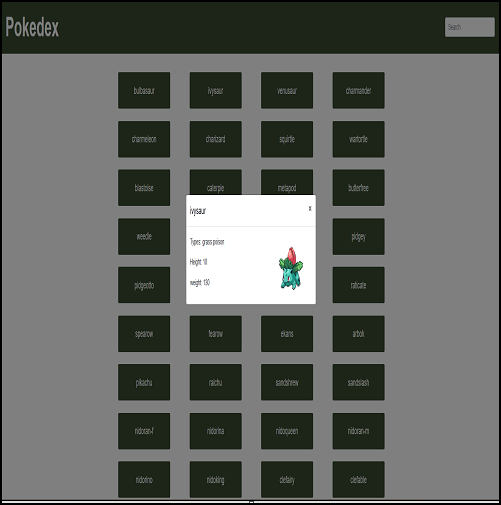 Pokedex
Search
bulbasaur ivysaur venusaur charmander
charmeleon charizard squirtle wartortle
blastoise caterpie metapod butterfree
ivysaur x
weedle pidgey
Types: grass poison
Height: 10
pidgeotto raticate
weight: 130
spearow fearow ekans arbok
pikachu raichu sandshrew sandslash
nidoran-f nidorina nidoqueen nidoran-m
nidorino nidoking clefairy clefable